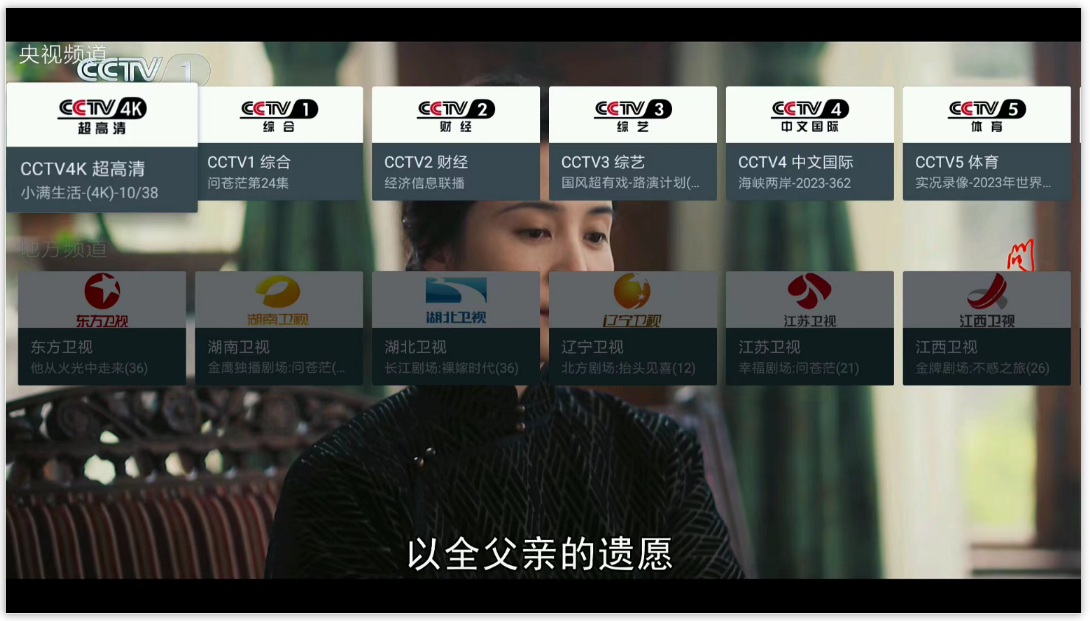 央视频道
CCTV 1
CCTV 4K
超高清
CCTV4K 超高清
小满生活-(4K)-10/38
CCTV 1
综合
CCTV1 综合
问苍茫第24集
CCTV 2
财经
CCTV2 财经
经济信息联播
CCTV 3
综艺
CCTV3 综艺
国风超有戏-路演计划(...
CCTV 4
中文国际
CCTV4 中文国际
海峡两岸-2023-362
CCTV 5
体育
CCTV5 体育
实况录像-2023年世界...
地方频道
东方卫视
东方卫视
他从火光中走来(36)
湖南卫视
湖南卫视
金鹰独播剧场:问苍茫(...
湖北卫视
湖北卫视
长江剧场:裸嫁时代(36)
辽宁卫视
辽宁卫视
北方剧场:抬头见喜(12)
江苏卫视
江苏卫视
幸福剧场:问苍茫(21)
江西卫视
江西卫视
金牌剧场:不惑之旅(26)
以全父亲的遗愿